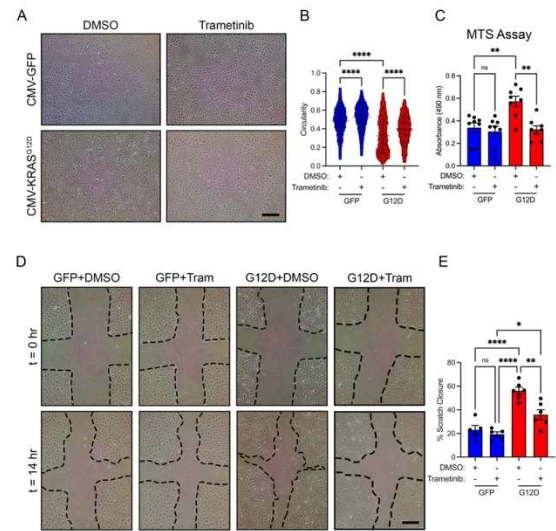 A
DMSO
Trametinib
CMV-GFP
CMV-KRASG12D
B
****
****
****
Circularity
1.0
0.8
0.6
0.4
0.2
0.0
DMSO: + - + -
Trametinib: - + - +
GFP
G12D
C
MTS Assay
**
ns
**
Absorbance (490 nm)
0.8
0.6
0.4
0.2
0.0
DMSO: + - + -
Trametinib: - + - +
GFP
G12D
D
GFP+DMSO
GFP+Tram
G12D+DMSO
G12D+Tram
t = 0 hr
t = 14 hr
E
*
****
ns
****
**
% Scratch Closure
80
60
40
20
0
DMSO: + - + -
Trametinib: - + - +
GFP
G12D